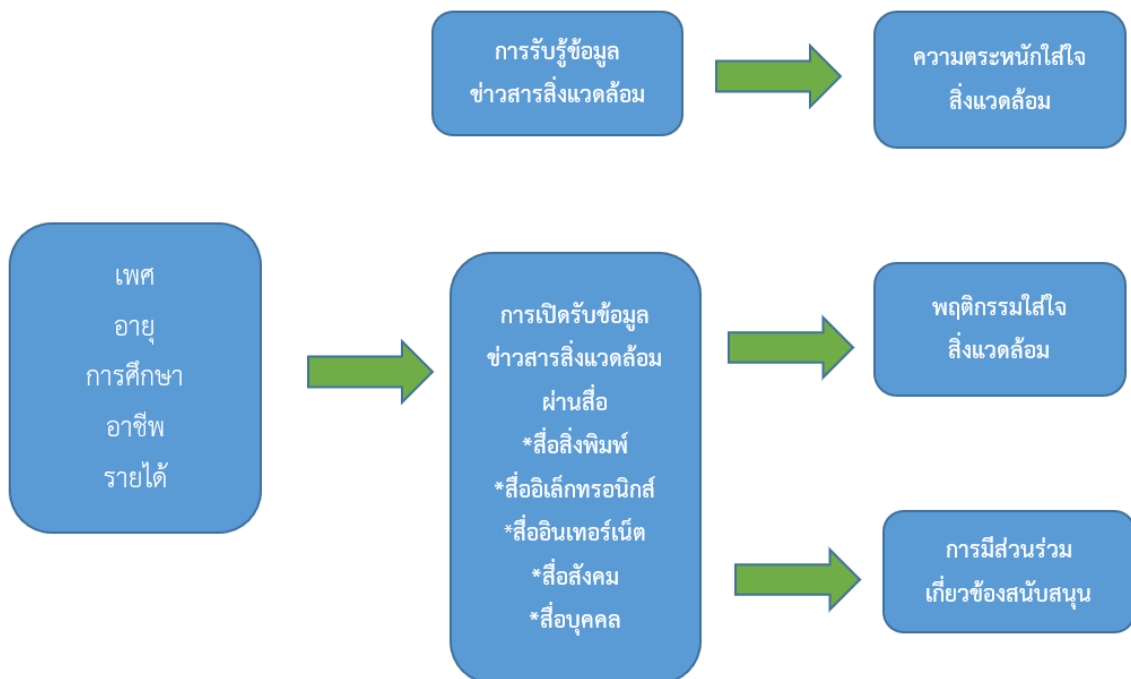 การรับรู้ข้อมูล
ข่าวสารสิ่งแวดล้อม
ความตระหนักใส่ใจ
สิ่งแวดล้อม
เพศ
อายุ
การศึกษา
อาชีพ
รายได้
การเปิดรับข้อมูล
ข่าวสารสิ่งแวดล้อม
ผ่านสื่อ
*สื่อสิ่งพิมพ์
*สื่ออิเล็กทรอนิกส์
*สื่ออินเทอร์เน็ต
*สื่อสังคม
*สื่อบุคคล
พฤติกรรมใส่ใจ
สิ่งแวดล้อม
การมีส่วนร่วม
เกี่ยวข้องสนับสนุน